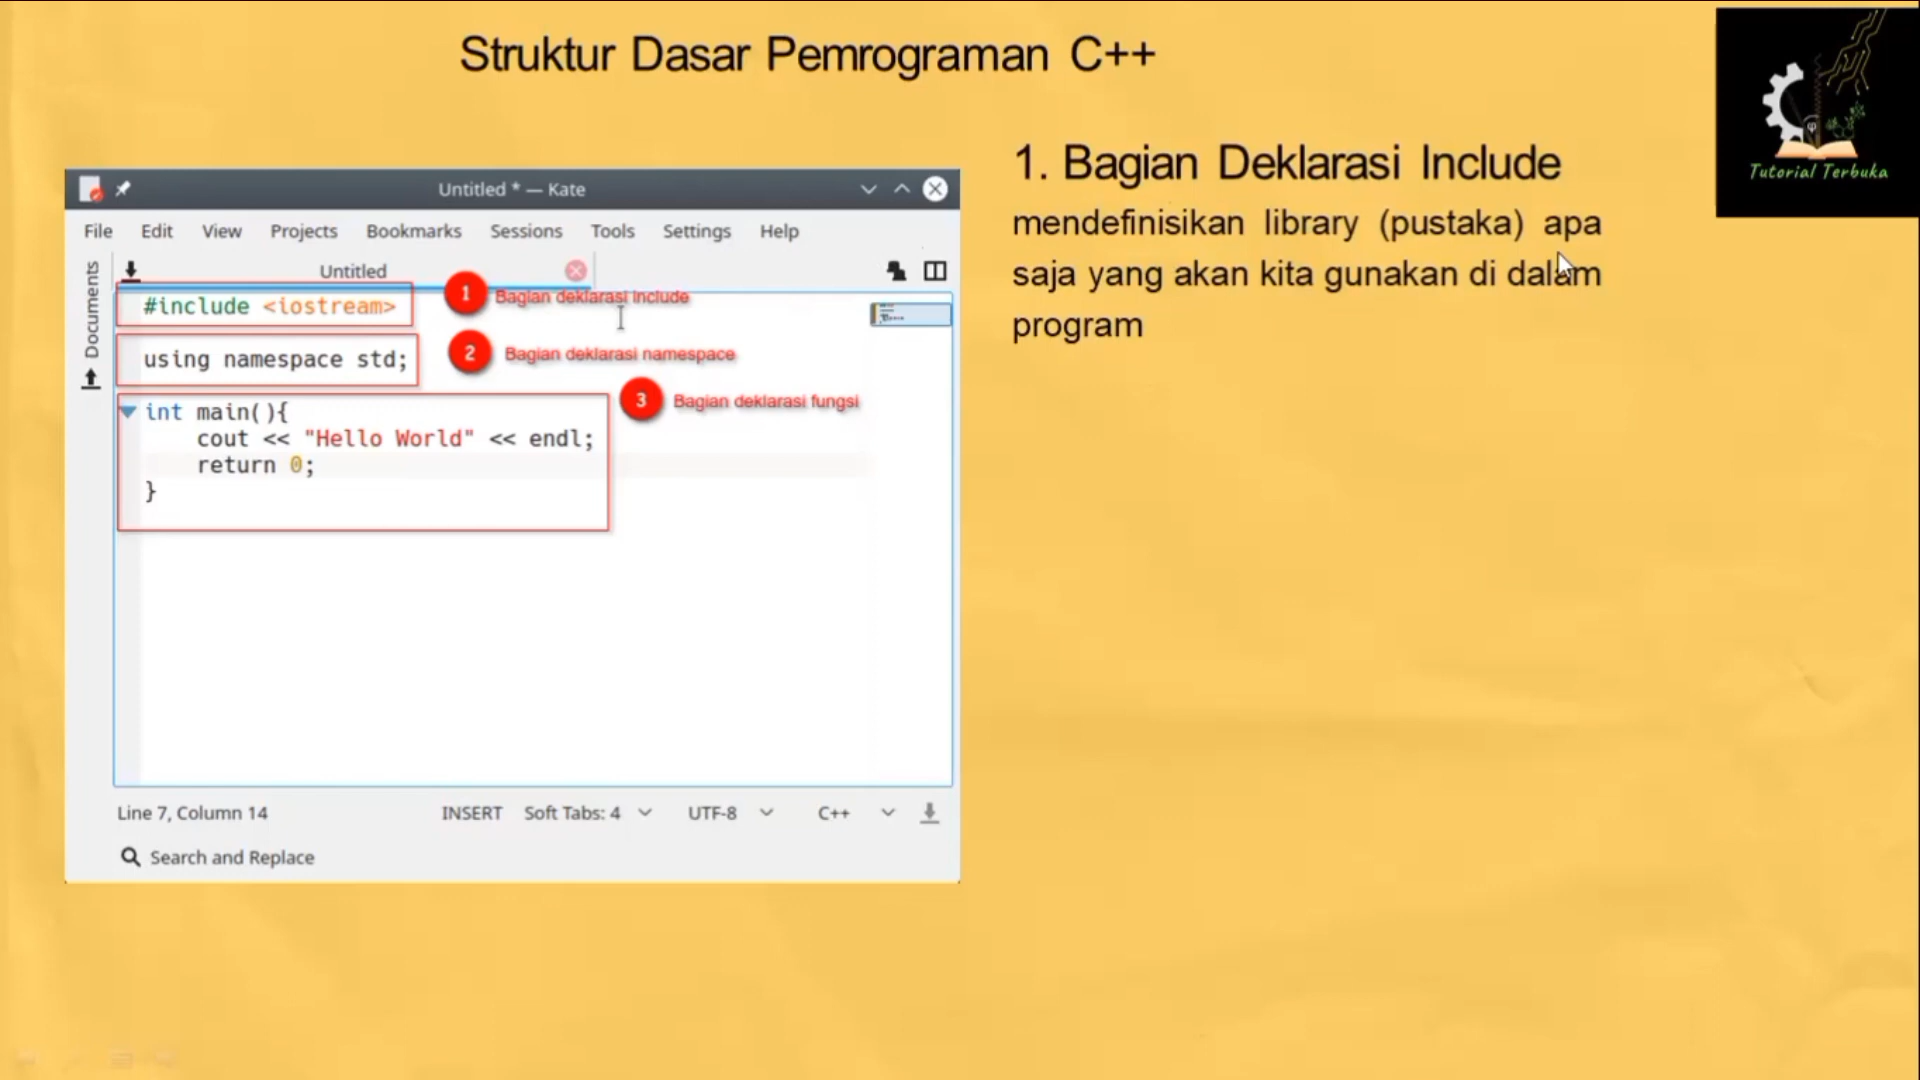 Struktur Dasar Pemrograman C++
Tutorial Terbuka
1. Bagian Deklarasi Include
mendefinisikan library (pustaka) apa
saja yang akan kita gunakan di dalam
program
Untitled * — Kate
File Edit View Projects Bookmarks Sessions Tools Settings Help
Documents
Untitled
#include <iostream>
1 Bagian deklarasi include
using namespace std;
2 Bagian deklarasi namespace
3 Bagian deklarasi fungsi
int main(){
cout << "Hello World" << endl;
return 0;
}
Line 7, Column 14 INSERT Soft Tabs: 4 UTF-8 C++
Search and Replace